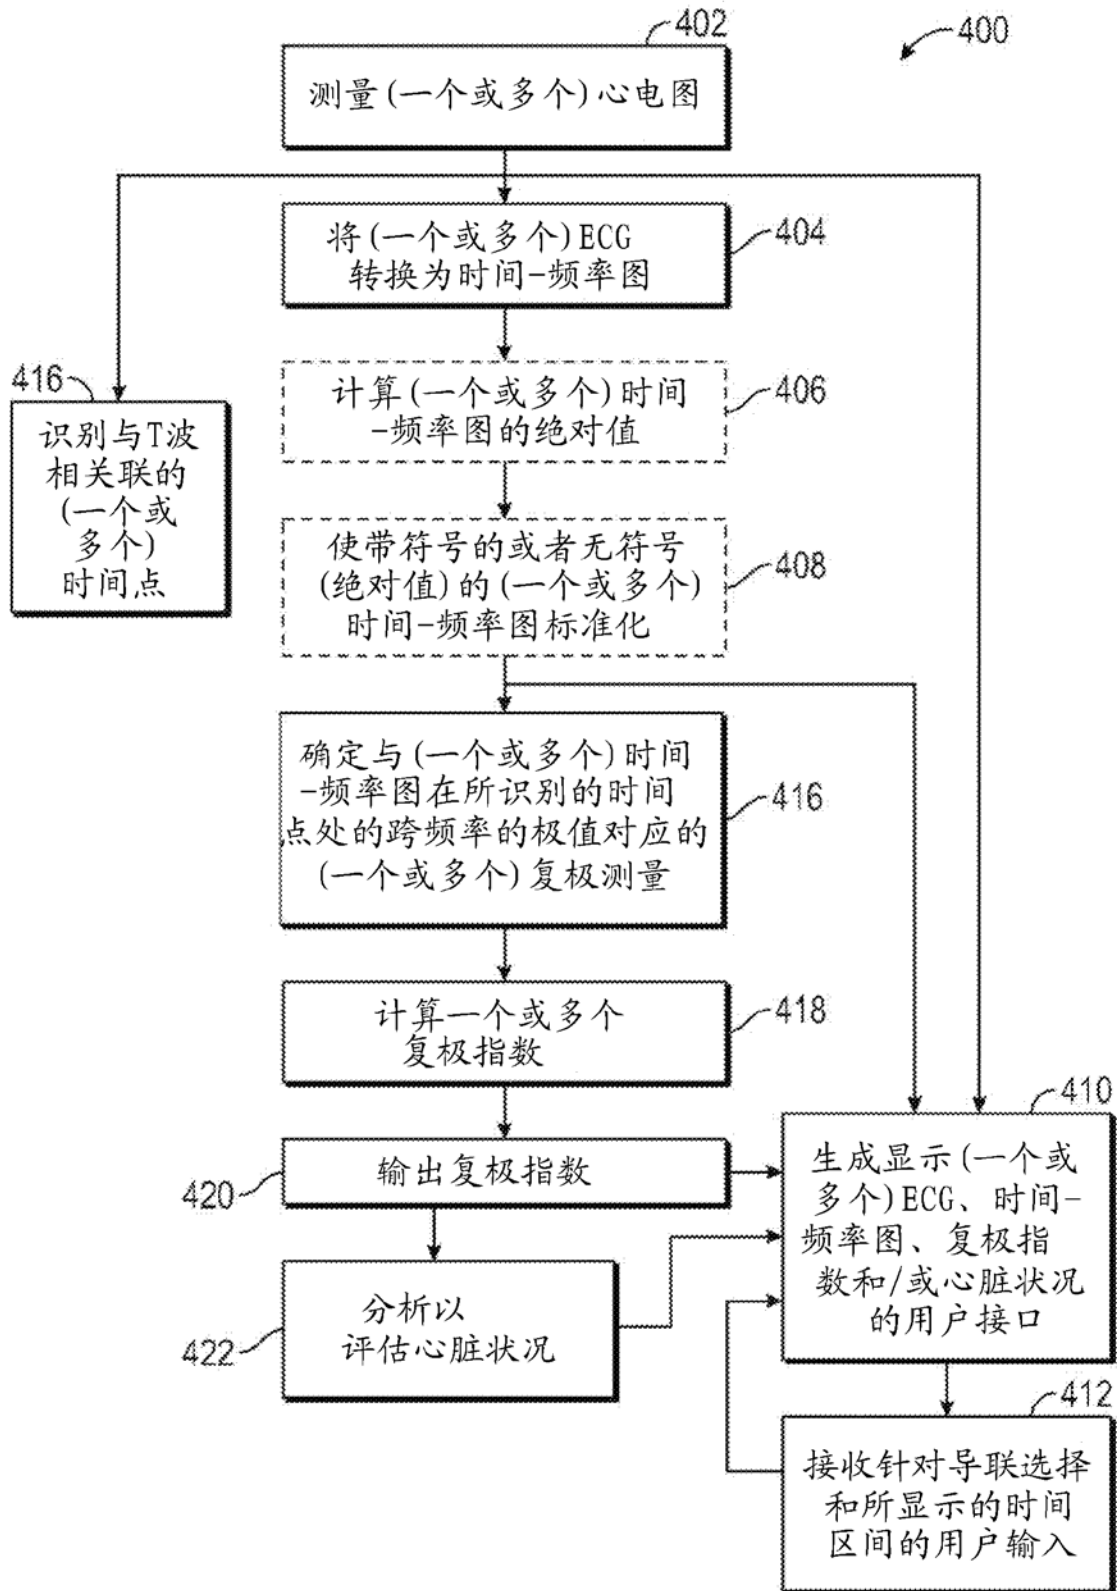 402
400
测量(一个或多个)心电图
将(一个或多个)ECG
转换为时间-频率图
404
416
识别与T波
相关联的
(一个或
多个)
时间点
计算(一个或多个)时间
-频率图的绝对值
406
使带符号的或者无符号
(绝对值)的(一个或多个)
时间-频率图标准化
408
确定与(一个或多个)时间
-频率图在所识别的时间
点处的跨频率的极值对应的
(一个或多个)复极测量
416
计算一个或多个
复极指数
418
输出复极指数
420
分析以
评估心脏状况
422
410
生成显示(一个或
多个)ECG、时间-
频率图、复极指
数和/或心脏状况
的用户接口
412
接收针对导联选择
和所显示的时间
区间的用户输入